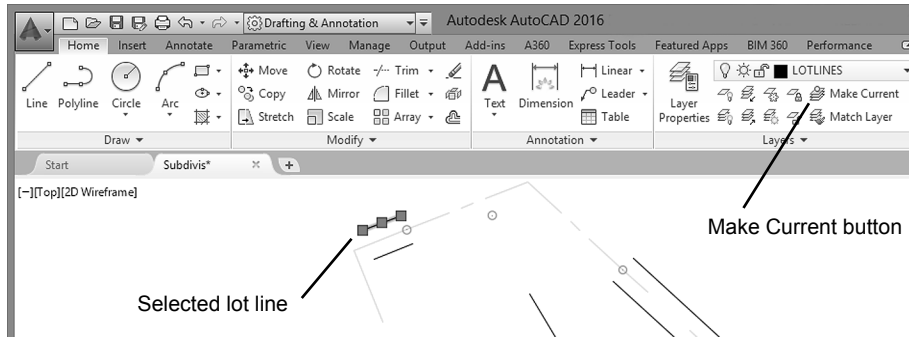 Drafting & Annotation
Autodesk AutoCAD 2016
Home Insert Annotate Parametric View Manage Output Add-ins A360 Express Tools Featured Apps BIM 360 Performance
Move Rotate Trim Linear LOTLINES
Copy Mirror Fillet Leader Make Current
Line Polyline Circle Arc Text Dimension Layer Properties
Stretch Scale Array Table Match Layer
Draw Modify Annotation Layers
Start Subdivis*
[−][Top][2D Wireframe]
Make Current button
Selected lot line